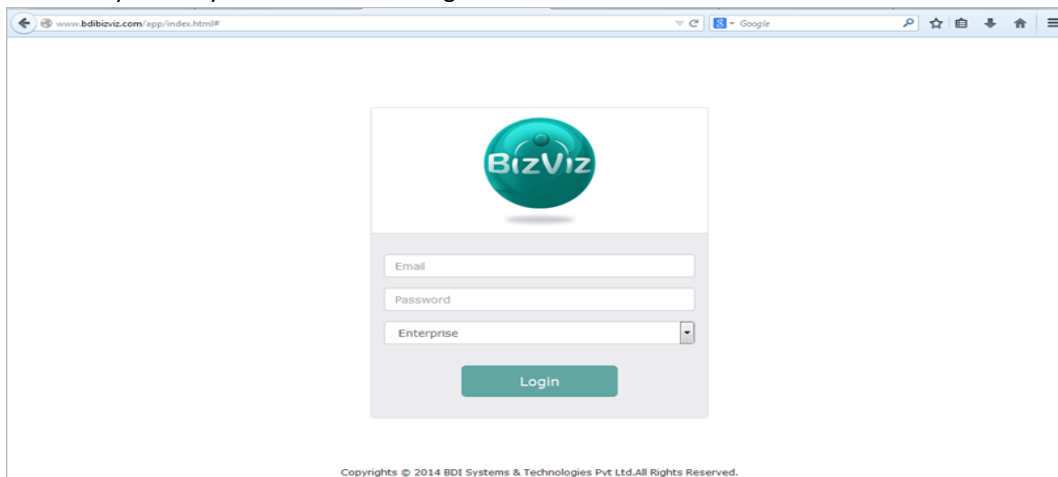 www.bdibizviz.com/app/index.html#
Google
BizViz
Email
Password
Enterprise
Login
Copyrights © 2014 BDI Systems & Technologies Pvt Ltd.All Rights Reserved.